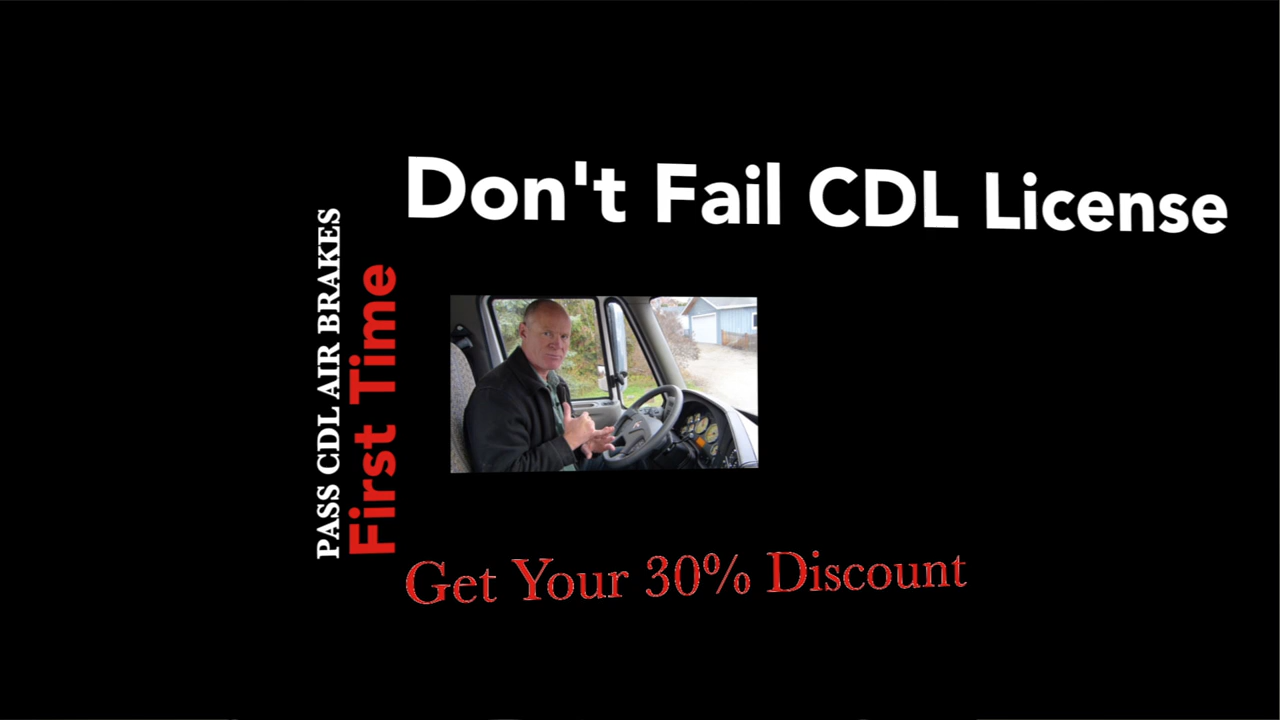 Don't Fail CDL License
PASS CDL AIR BRAKES
First Time
Get Your 30% Discount